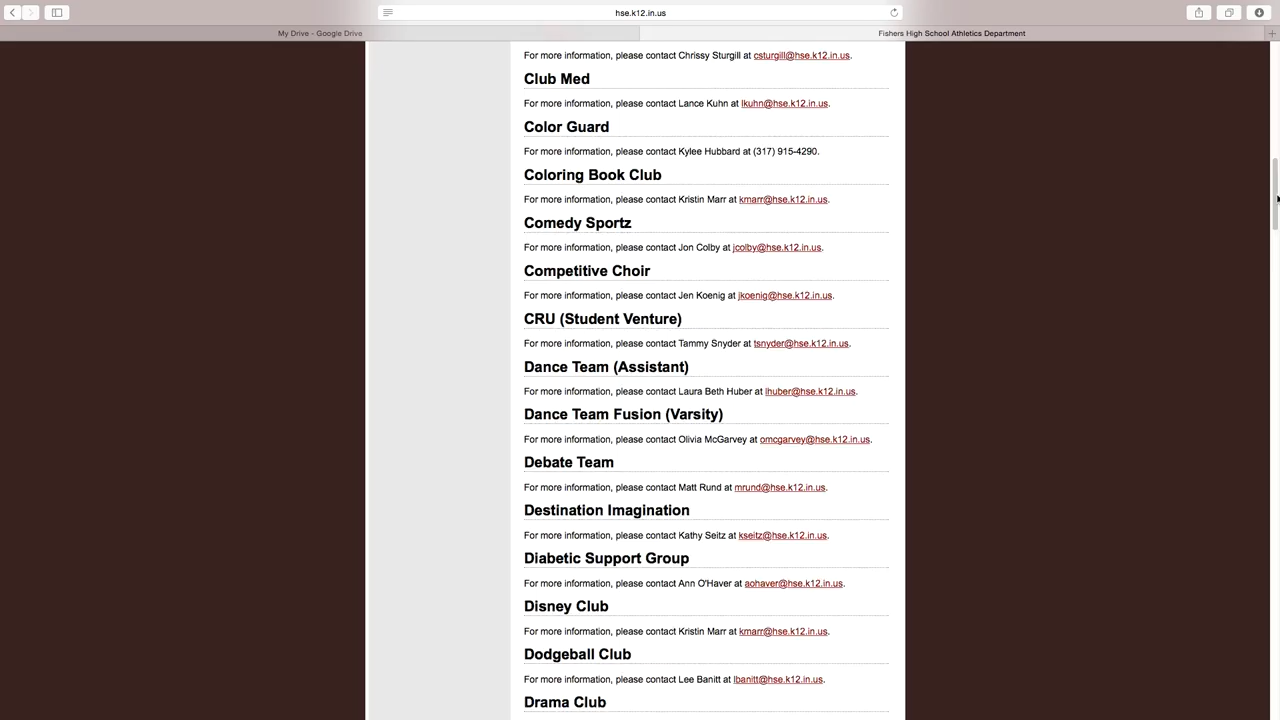 hse.k12.in.us
My Drive - Google Drive
Fishers High School Athletics Department
For more information, please contact Chrissy Sturgill at csturgill@hse.k12.in.us.
Club Med
For more information, please contact Lance Kuhn at lkuhn@hse.k12.in.us.
Color Guard
For more information, please contact Kylee Hubbard at (317) 915-4290.
Coloring Book Club
For more information, please contact Kristin Marr at kmarr@hse.k12.in.us.
Comedy Sportz
For more information, please contact Jon Colby at jcolby@hse.k12.in.us.
Competitive Choir
For more information, please contact Jen Koenig at jkoenig@hse.k12.in.us.
CRU (Student Venture)
For more information, please contact Tammy Snyder at tsnyder@hse.k12.in.us.
Dance Team (Assistant)
For more information, please contact Laura Beth Huber at lhuber@hse.k12.in.us.
Dance Team Fusion (Varsity)
For more information, please contact Olivia McGarvey at omcgarvey@hse.k12.in.us.
Debate Team
For more information, please contact Matt Rund at mrund@hse.k12.in.us.
Destination Imagination
For more information, please contact Kathy Seitz at kseitz@hse.k12.in.us.
Diabetic Support Group
For more information, please contact Ann O'Haver at aohaver@hse.k12.in.us.
Disney Club
For more information, please contact Kristin Marr at kmarr@hse.k12.in.us.
Dodgeball Club
For more information, please contact Lee Banitt at lbanitt@hse.k12.in.us.
Drama Club